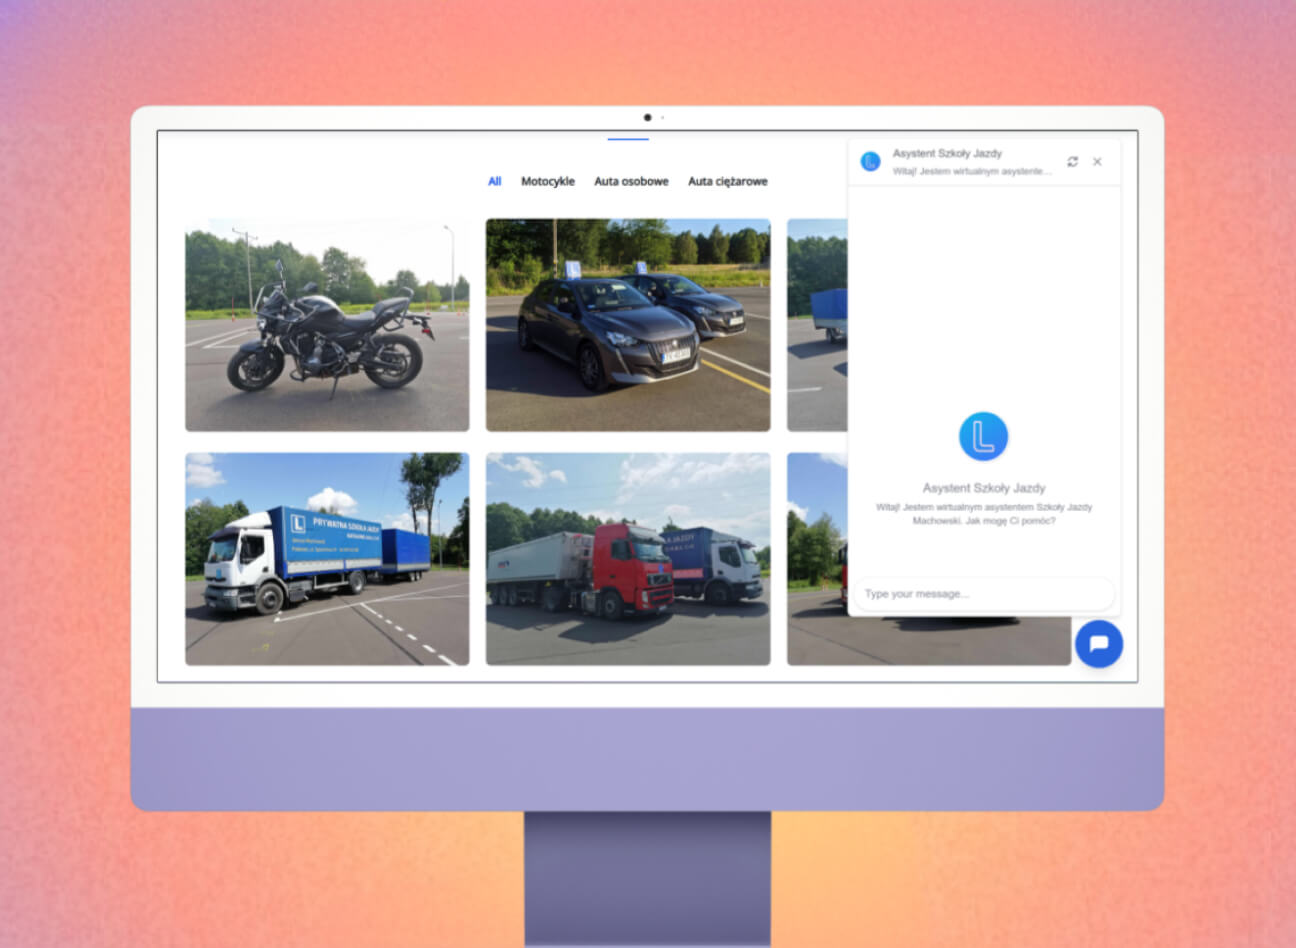 All Motocykle Auta osobowe Auta ciężarowe
Asystent Szkoły Jazdy
Witaj! Jestem wirtualnym asystente...
L
L
PRYWATNA SZKOŁA JAZDY
L
Asystent Szkoły Jazdy
Witaj! Jestem wirtualnym asystentem Szkoły Jazdy
Machowski. Jak mogę Ci pomóc?
Type your message...